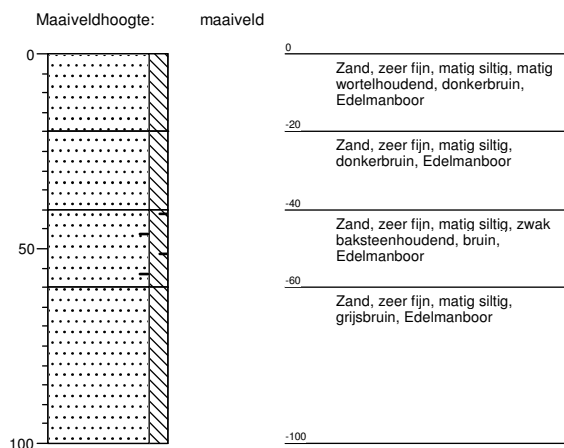 Maaiveldhoogte: maaiveld
0
50
100
0
Zand, zeer fijn, matig siltig, matig
wortelhoudend, donkerbruin,
Edelmanboor
-20
Zand, zeer fijn, matig siltig,
donkerbruin, Edelmanboor
-40
Zand, zeer fijn, matig siltig, zwak
baksteenhoudend, bruin,
Edelmanboor
-60
Zand, zeer fijn, matig siltig,
grijsbruin, Edelmanboor
-100